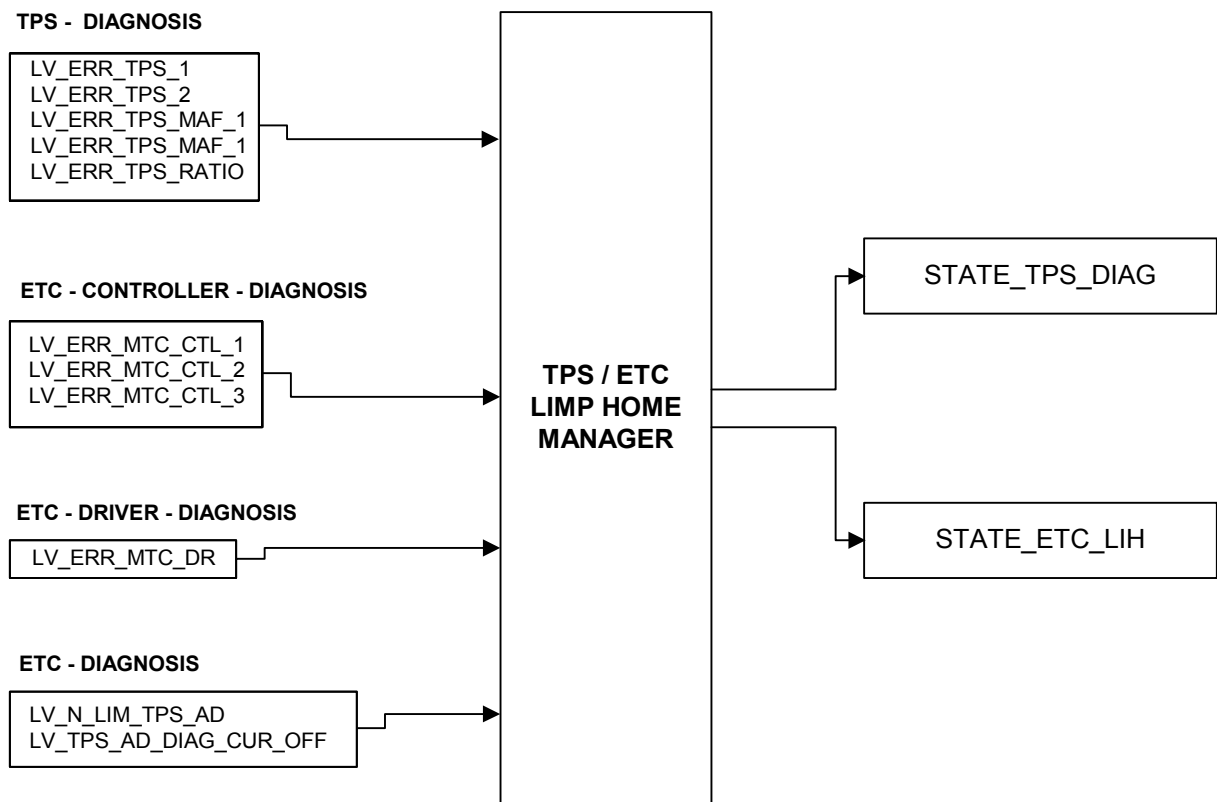 TPS - DIAGNOSIS
LV_ERR_TPS_1
LV_ERR_TPS_2
LV_ERR_TPS_MAF_1
LV_ERR_TPS_MAF_1
LV_ERR_TPS_RATIO
ETC - CONTROLLER - DIAGNOSIS
LV_ERR_MTC_CTL_1
LV_ERR_MTC_CTL_2
LV_ERR_MTC_CTL_3
ETC - DRIVER - DIAGNOSIS
LV_ERR_MTC_DR
ETC - DIAGNOSIS
LV_N_LIM_TPS_AD
LV_TPS_AD_DIAG_CUR_OFF
TPS / ETC
LIMP HOME
MANAGER
STATE_TPS_DIAG
STATE_ETC_LIH